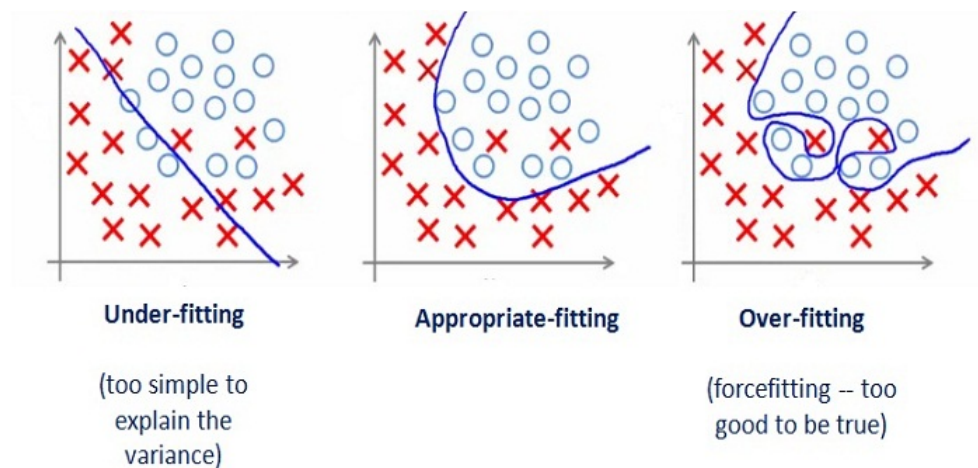 Under-fitting
Appropriate-fitting
Over-fitting
(too simple to
explain the
variance)
(forcefitting -- too
good to be true)